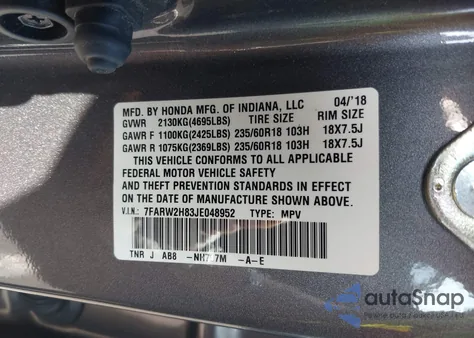 MFD. BY HONDA MFG. OF INDIANA, LLC 04/'18
GVWR 2130KG(4695LBS) TIRE SIZE RIM SIZE
GAWR F 1100KG(2425LBS) 235/60R18 103H 18X7.5J
GAWR R 1075KG(2369LBS) 235/60R18 103H 18X7.5J
THIS VEHICLE CONFORMS TO ALL APPLICABLE
FEDERAL MOTOR VEHICLE SAFETY
AND THEFT PREVENTION STANDARDS IN EFFECT ON
THE DATE OF MANUFACTURE SHOWN ABOVE.
V.I.N.: 7FARW2H83JE048952 TYPE: MPV
TNR J AB8 -A-E
autoSnap